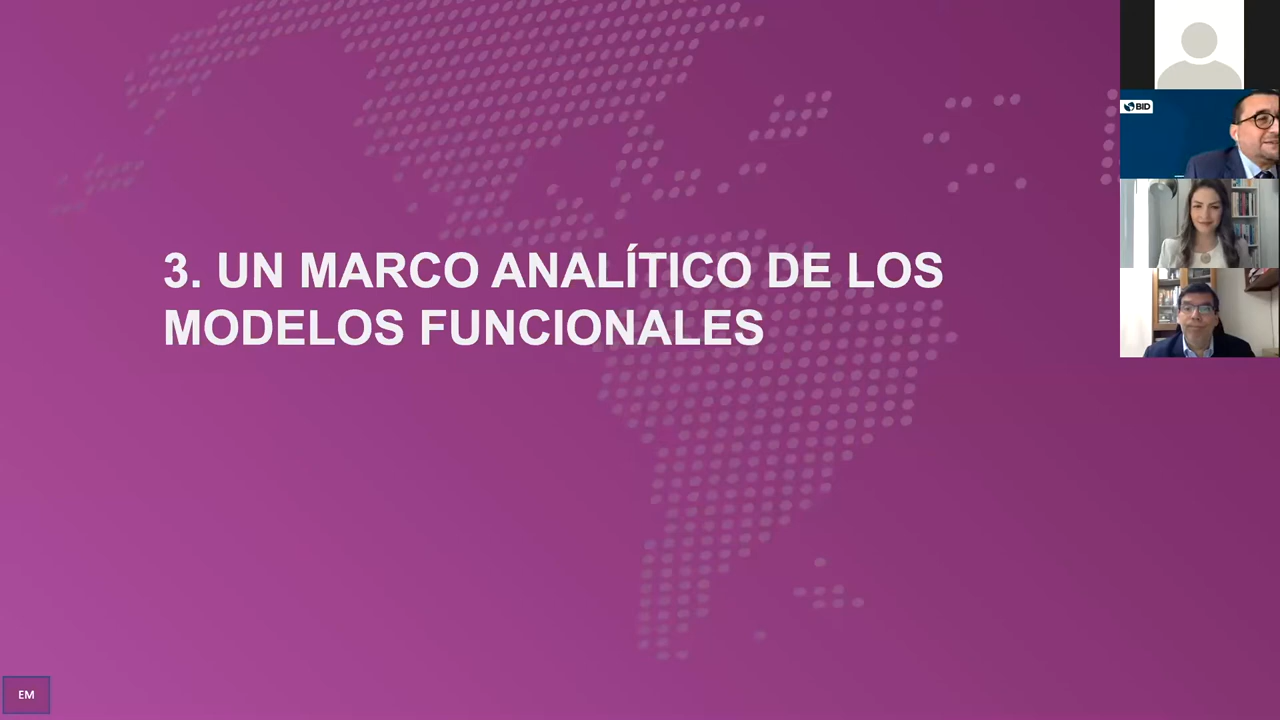 3. UN MARCO ANALÍTICO DE LOS
MODELOS FUNCIONALES
BID
EM